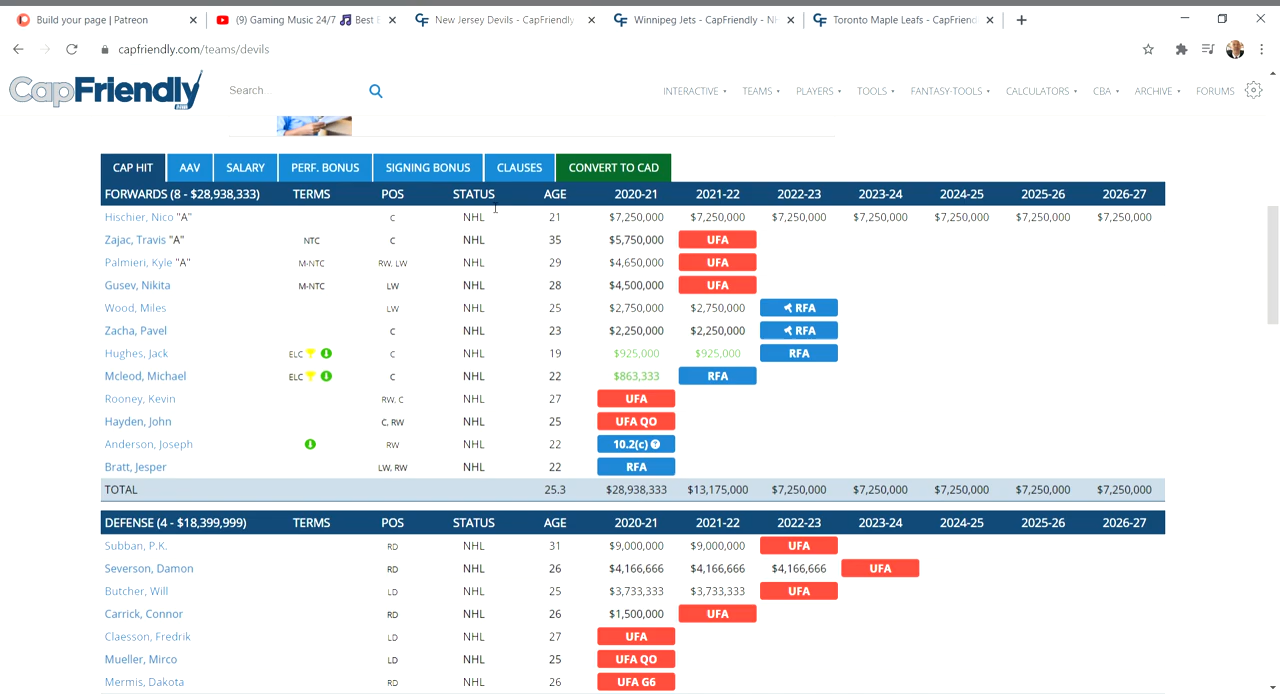 Build your page | Patreon
(9) Gaming Music 24/7 🎵 Best E
New Jersey Devils - CapFriendly
Winnipeg Jets - CapFriendly - NH
Toronto Maple Leafs - CapFriend
capfriendly.com/teams/devils
CapFriendly
Search...
INTERACTIVE TEAMS PLAYERS TOOLS FANTASY-TOOLS CALCULATORS CBA ARCHIVE FORUMS
CAP HIT AAV SALARY PERF. BONUS SIGNING BONUS CLAUSES CONVERT TO CAD
FORWARDS (8 - $28,938,333) TERMS POS STATUS AGE 2020-21 2021-22 2022-23 2023-24 2024-25 2025-26 2026-27
Hischier, Nico "A" C NHL 21 $7,250,000 $7,250,000 $7,250,000 $7,250,000 $7,250,000 $7,250,000 $7,250,000
Zajac, Travis "A" NTC C NHL 35 $5,750,000 UFA
Palmieri, Kyle "A" M-NTC RW, LW NHL 29 $4,650,000 UFA
Gusev, Nikita M-NTC LW NHL 28 $4,500,000 UFA
Wood, Miles LW NHL 25 $2,750,000 $2,750,000 RFA
Zacha, Pavel C NHL 23 $2,250,000 $2,250,000 RFA
Hughes, Jack ELC C NHL 19 $925,000 $925,000 RFA
Mcleod, Michael ELC C NHL 22 $863,333 RFA
Rooney, Kevin RW, C NHL 27 UFA
Hayden, John C, RW NHL 25 UFA QO
Anderson, Joseph RW NHL 22 10.2(c)
Bratt, Jesper LW, RW NHL 22 RFA
TOTAL 25.3 $28,938,333 $13,175,000 $7,250,000 $7,250,000 $7,250,000 $7,250,000 $7,250,000
DEFENSE (4 - $18,399,999) TERMS POS STATUS AGE 2020-21 2021-22 2022-23 2023-24 2024-25 2025-26 2026-27
Subban, P.K. RD NHL 31 $9,000,000 $9,000,000 UFA
Severson, Damon RD NHL 26 $4,166,666 $4,166,666 $4,166,666 UFA
Butcher, Will LD NHL 25 $3,733,333 $3,733,333 UFA
Carrick, Connor RD NHL 26 $1,500,000 UFA
Claesson, Fredrik LD NHL 27 UFA
Mueller, Mirco LD NHL 25 UFA QO
Mermis, Dakota RD NHL 26 UFA G6